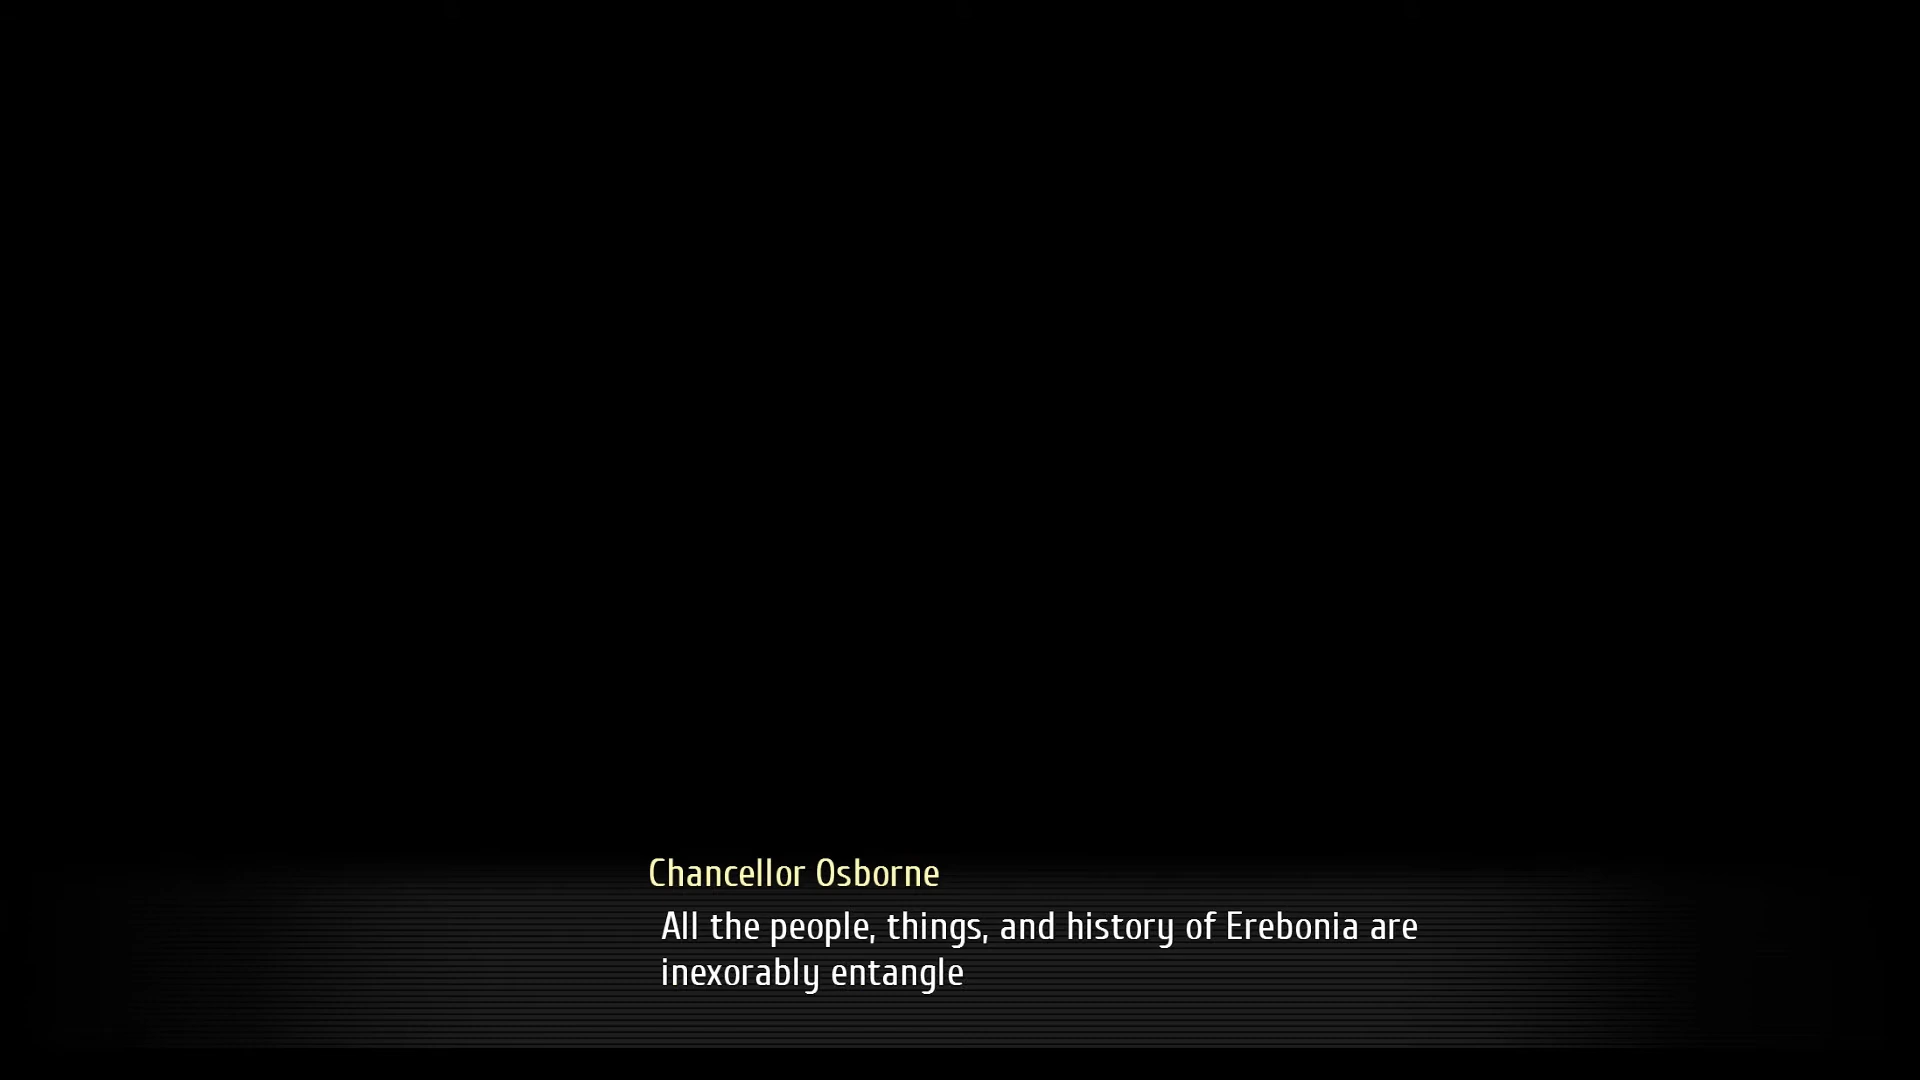 Chancellor Osborne
All the people, things, and history of Erebonia are
inexorably entangle